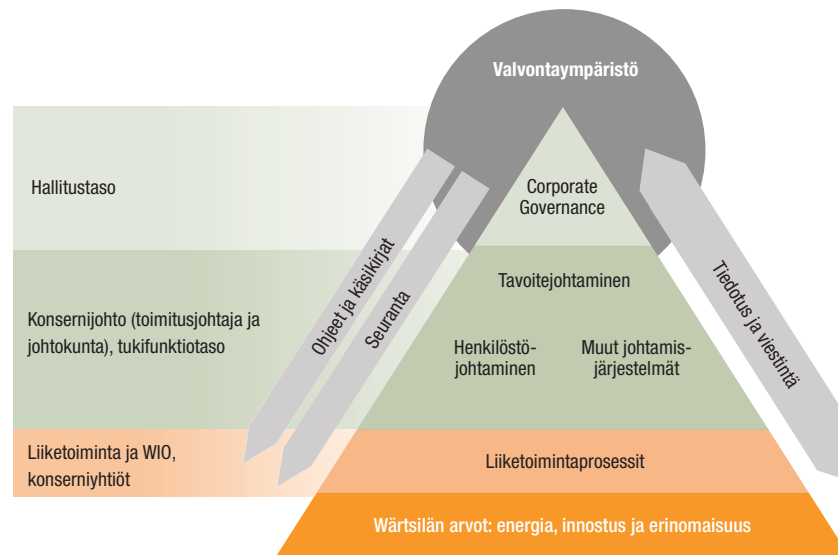 Valvontaympäristö
Hallitustaso
Corporate
Governance
Ohjeet ja käsikirjat
Seuranta
Tiedotus ja viestintä
Konsernijohto (toimitusjohtaja ja
johtokunta), tukifunktiotaso
Tavoitejohtaminen
Henkilöstö-
johtaminen
Muut johtamis-
järjestelmät
Liiketoiminta ja WIO,
konserniyhtiöt
Liiketoimintaprosessit
Wärtsilän arvot: energia, innostus ja erinomaisuus